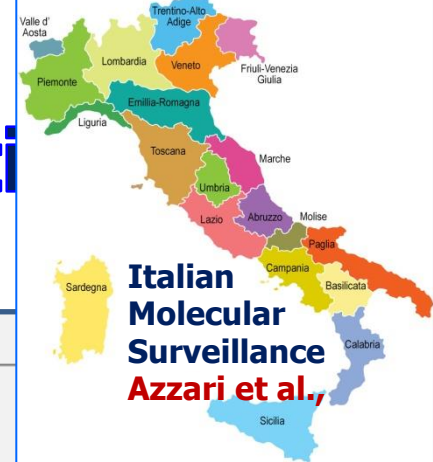 Trentino-Alto
Adige
Valle d'
Aosta
Lombardia
Veneto
Friuli-Venezia
Giulia
Piemonte
Emillia-Romagna
Liguria
Toscana
Marche
Umbria
Lazio
Abruzzo
Molise
Paglia
Campania
Basilicata
Sardegna
Calabria
Sicilia
Italian
Molecular
Surveillance
Azzari et al.,